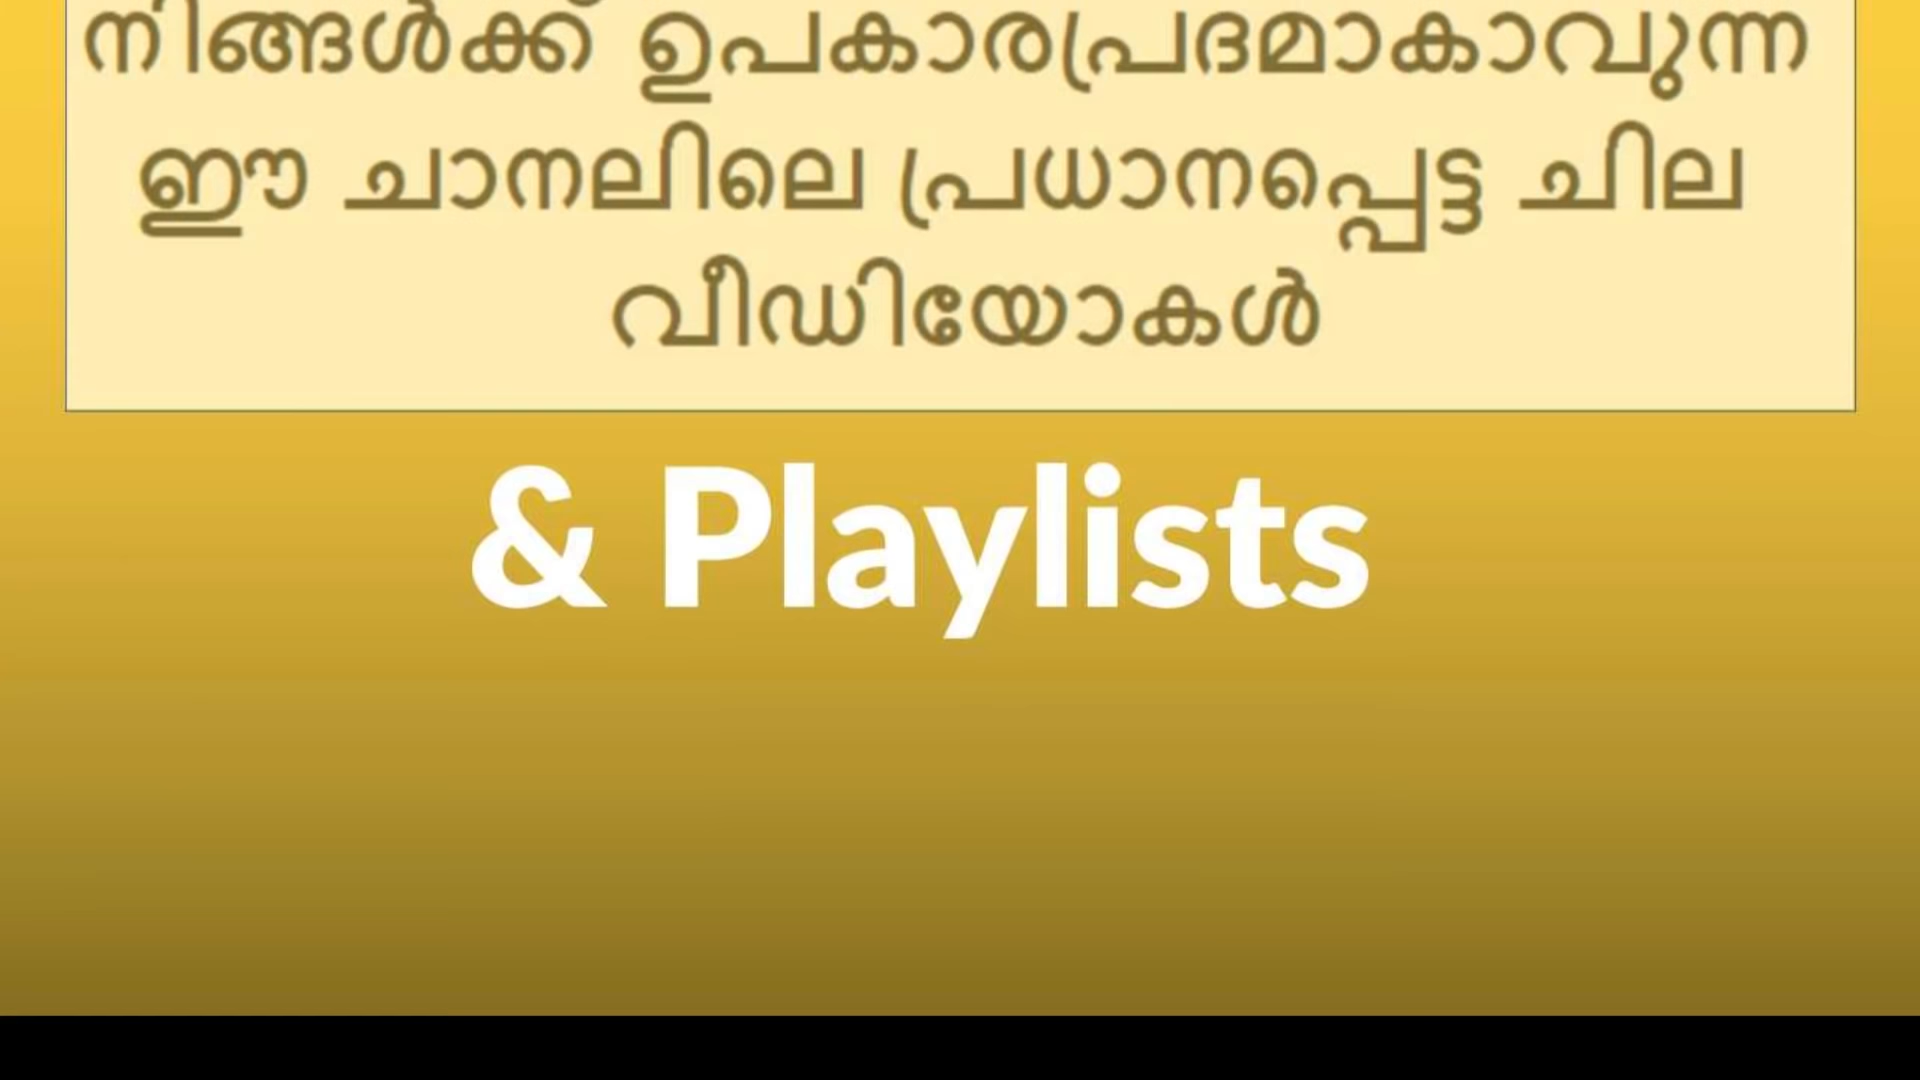 നിങ്ങൾക്ക് ഉപകാരപ്രദമാകാവുന്ന
ഈ ചാനലിലെ പ്രധാനപ്പെട്ട ചില
വീഡിയോകൾ
& Playlists